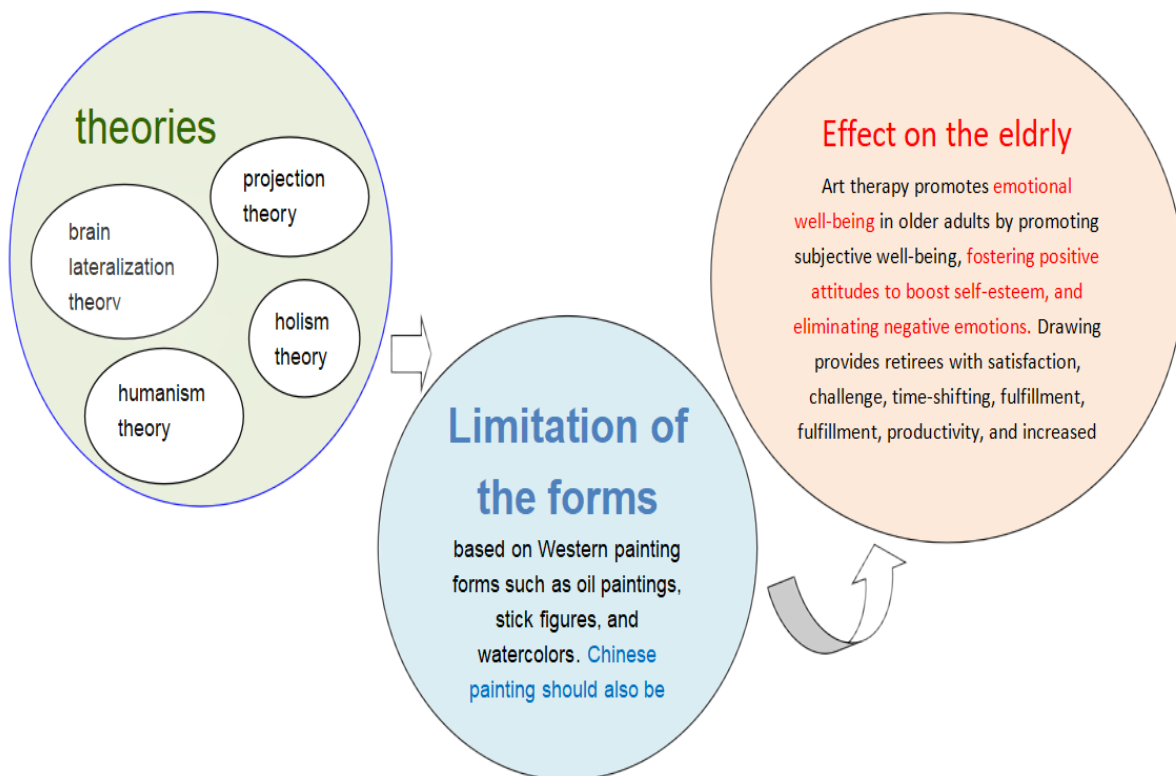 theories
projection
theory
brain
lateralization
theory
holism
theory
humanism
theory
Limitation of
the forms
based on Western painting
forms such as oil paintings,
stick figures, and
watercolors. Chinese
painting should also be
Effect on the eldrly
Art therapy promotes emotional
well-being in older adults by promoting
subjective well-being, fostering positive
attitudes to boost self-esteem, and
eliminating negative emotions. Drawing
provides retirees with satisfaction,
challenge, time-shifting, fulfillment,
fulfillment, productivity, and increased